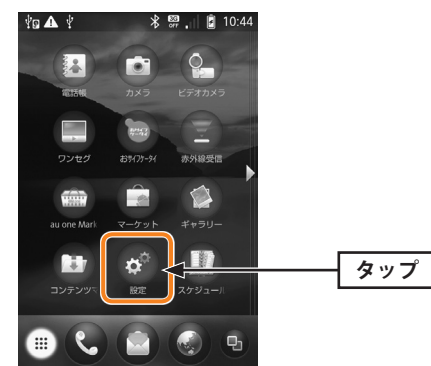 3G OFF 10:44
電話帳 カメラ ビデオカメラ
ワンセグ おサイフケータイ 赤外線受信
au one Mark マーケット ギャラリー
コンテンツ 設定 スケジュール
タップ